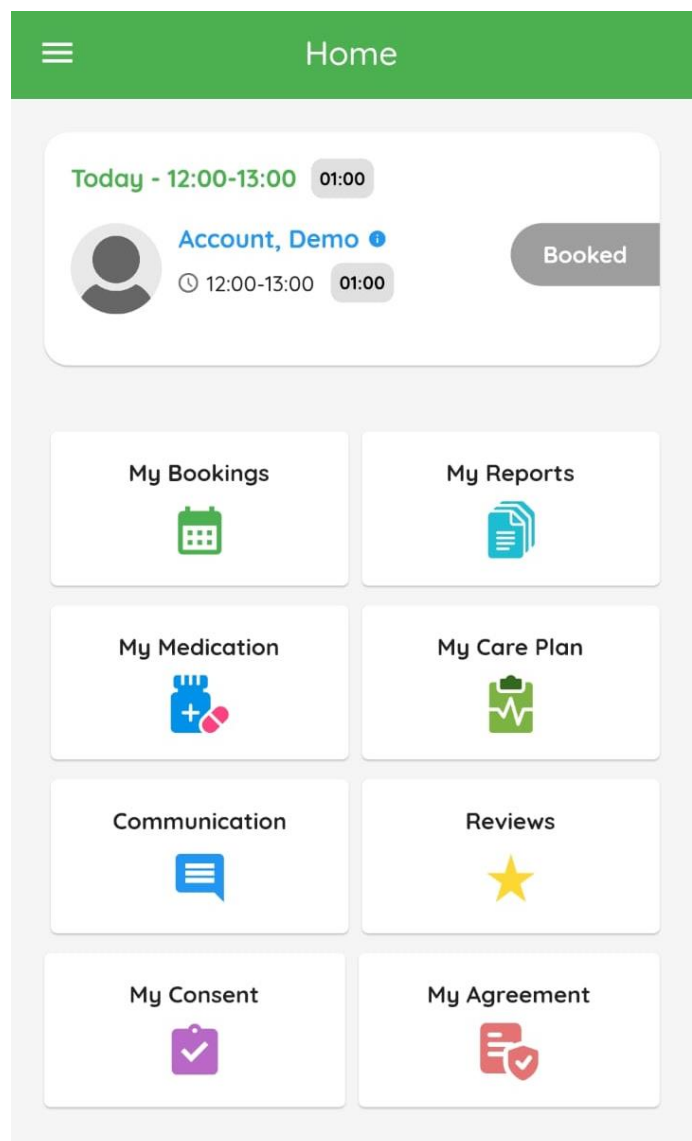 Home
Today - 12:00-13:00 01:00
Account, Demo
12:00-13:00 01:00
Booked
My Bookings
My Reports
My Medication
My Care Plan
Communication
Reviews
My Consent
My Agreement